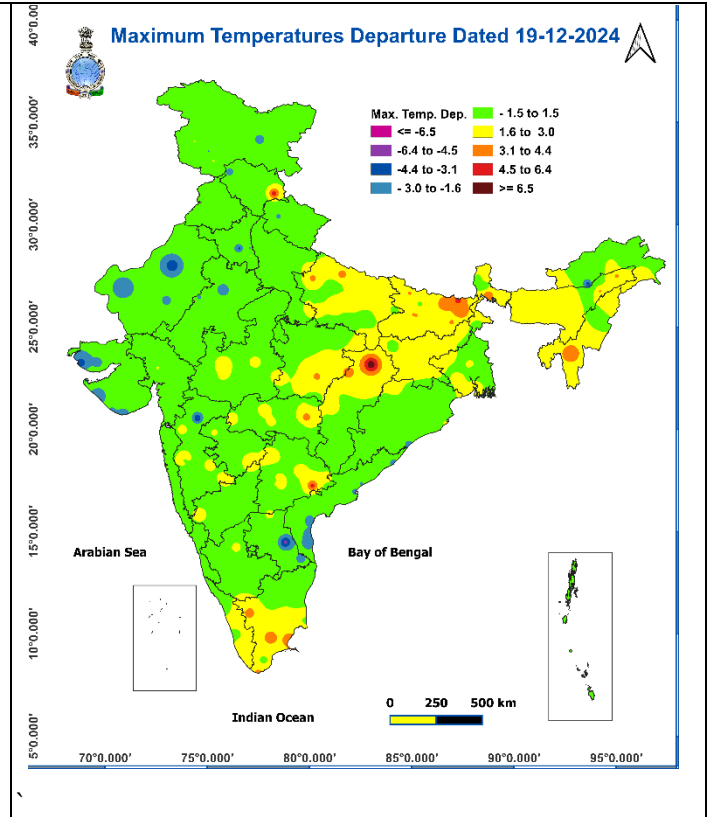 Maximum Temperatures Departure Dated 19-12-2024
Max. Temp. Dep.
<= -6.5
-6.4 to -4.5
-4.4 to -3.1
- 3.0 to -1.6
- 1.5 to 1.5
1.6 to 3.0
3.1 to 4.4
4.5 to 6.4
>= 6.5
40°0.000'
35°0.000'
30°0.000'
25°0.000'
20°0.000'
15°0.000'
10°0.000'
5°0.000'
Arabian Sea
Bay of Bengal
Indian Ocean
0 250 500 km
70°0.000' 75°0.000' 80°0.000' 85°0.000' 90°0.000' 95°0.000'
`